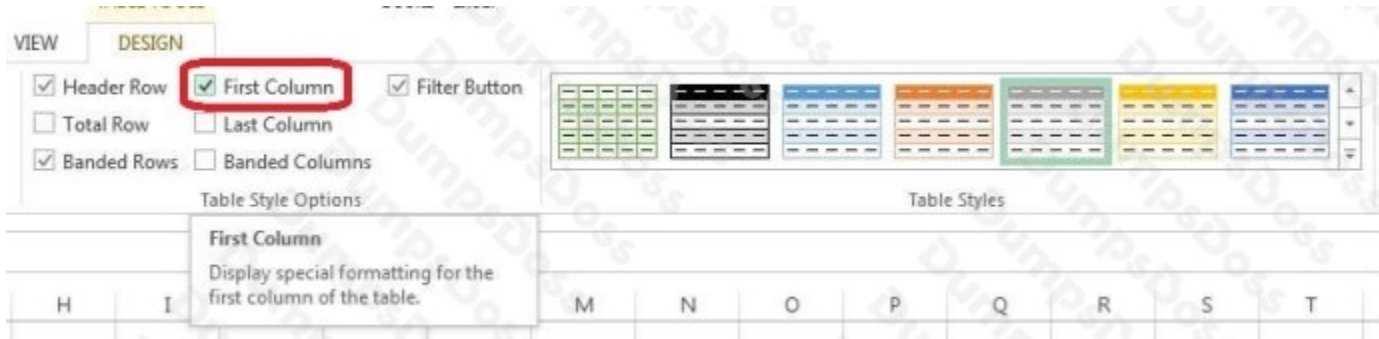 VIEW DESIGN
Header Row First Column Filter Button
Total Row Last Column
Banded Rows Banded Columns
Table Style Options Table Styles
First Column
Display special formatting for the
first column of the table.
H I M N O P Q R S T
DumpsDoss